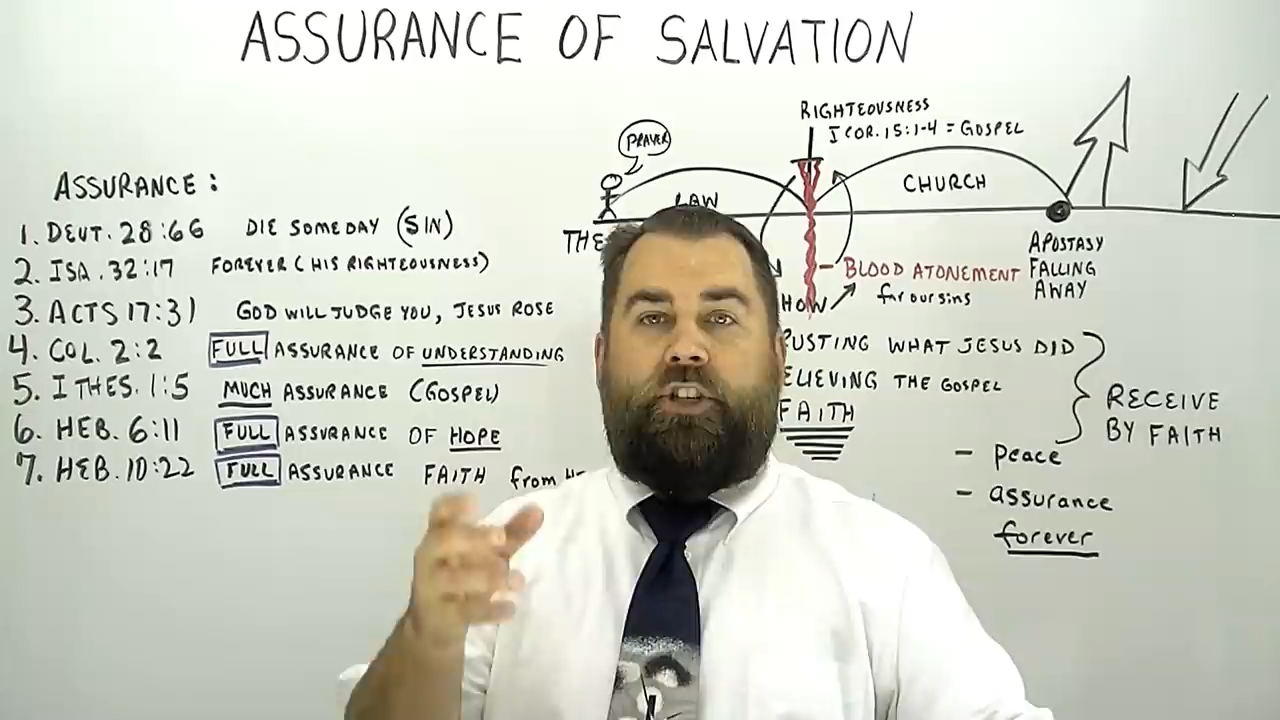 ASSURANCE OF SALVATION
ASSURANCE:
1. DEUT. 28:66 DIE SOMEDAY (SIN)
2. ISA. 32:17 FOREVER (HIS RIGHTEOUSNESS)
3. ACTS 17:31 GOD WILL JUDGE YOU, JESUS ROSE
4. COL. 2:2 FULL ASSURANCE OF UNDERSTANDING
5. I THES. 1:5 MUCH ASSURANCE (GOSPEL)
6. HEB. 6:11 FULL ASSURANCE OF HOPE
7. HEB. 10:22 FULL ASSURANCE FAITH from
PRAYER
LAW
RIGHTEOUSNESS
I COR. 15:1-4 = GOSPEL
CHURCH
THE
BLOOD ATONEMENT
for our sins
HOW
APOSTASY
FALLING
AWAY
USTING WHAT JESUS DID
ELIEVING THE GOSPEL
FAITH
RECEIVE
BY FAITH
- peace
- assurance
forever